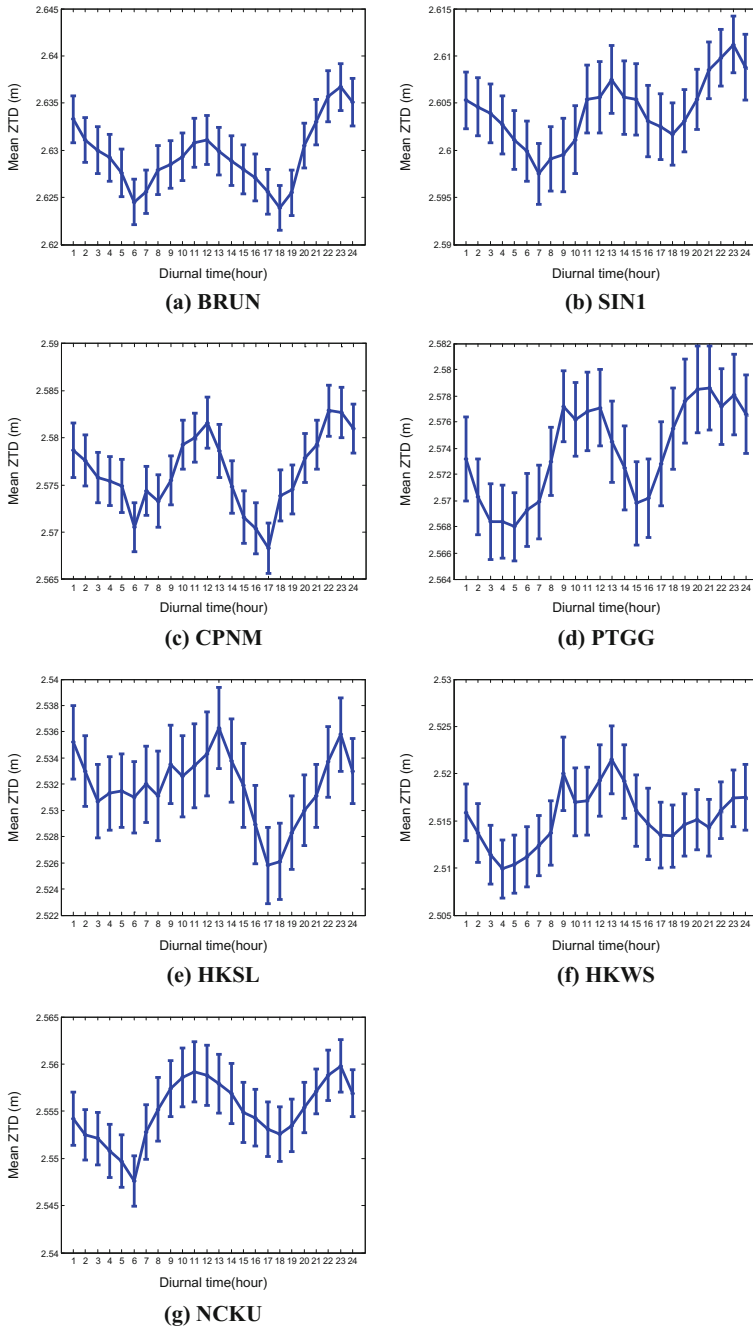 2.645
2.64
2.635
2.63
2.625
2.62
Mean ZTD (m)
1 2 3 4 5 6 7 8 9 10 11 12 13 14 15 16 17 18 19 20 21 22 23 24
Diurnal time(hour)
(a) BRUN
2.615
2.61
2.605
2.6
2.595
2.59
Mean ZTD (m)
1 2 3 4 5 6 7 8 9 10 11 12 13 14 15 16 17 18 19 20 21 22 23 24
Diurnal time(hour)
(b) SIN1
2.59
2.585
2.58
2.575
2.57
2.565
Mean ZTD (m)
1 2 3 4 5 6 7 8 9 10 11 12 13 14 15 16 17 18 19 20 21 22 23 24
Diurnal time(hour)
(c) CPNM
2.582
2.58
2.578
2.576
2.574
2.572
2.57
2.568
2.566
2.564
Mean ZTD (m)
1 2 3 4 5 6 7 8 9 10 11 12 13 14 15 16 17 18 19 20 21 22 23 24
Diurnal time(hour)
(d) PTGG
2.54
2.538
2.536
2.534
2.532
2.53
2.528
2.526
2.524
2.522
Mean ZTD (m)
1 2 3 4 5 6 7 8 9 10 11 12 13 14 15 16 17 18 19 20 21 22 23 24
Diurnal time(hour)
(e) HKSL
2.53
2.525
2.52
2.515
2.51
2.505
Mean ZTD (m)
1 2 3 4 5 6 7 8 9 10 11 12 13 14 15 16 17 18 19 20 21 22 23 24
Diurnal time(hour)
(f) HKWS
2.565
2.56
2.555
2.55
2.545
2.54
Mean ZTD (m)
1 2 3 4 5 6 7 8 9 10 11 12 13 14 15 16 17 18 19 20 21 22 23 24
Diurnal time(hour)
(g) NCKU